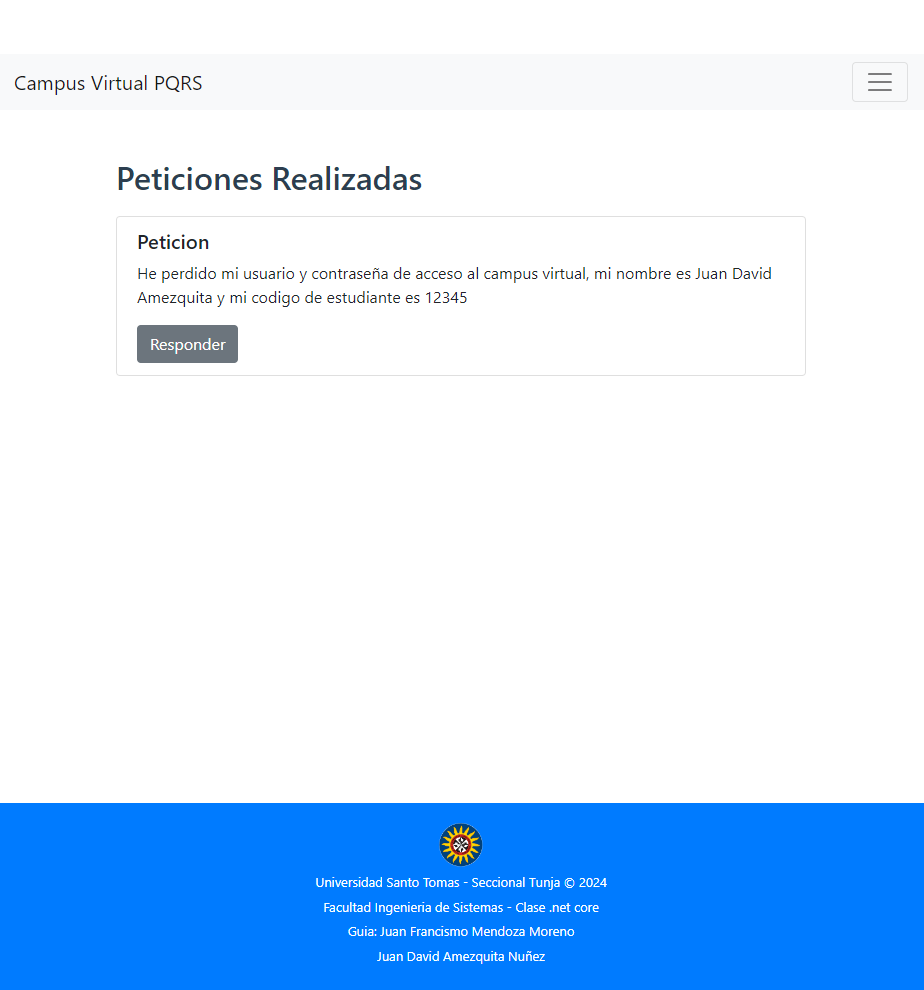 Campus Virtual PQRS
Peticiones Realizadas
Peticion
He perdido mi usuario y contraseña de acceso al campus virtual, mi nombre es Juan David
Amezquita y mi codigo de estudiante es 12345
Responder
Universidad Santo Tomas - Seccional Tunja © 2024
Facultad Ingenieria de Sistemas - Clase .net core
Guia: Juan Francismo Mendoza Moreno
Juan David Amezquita Nuñez